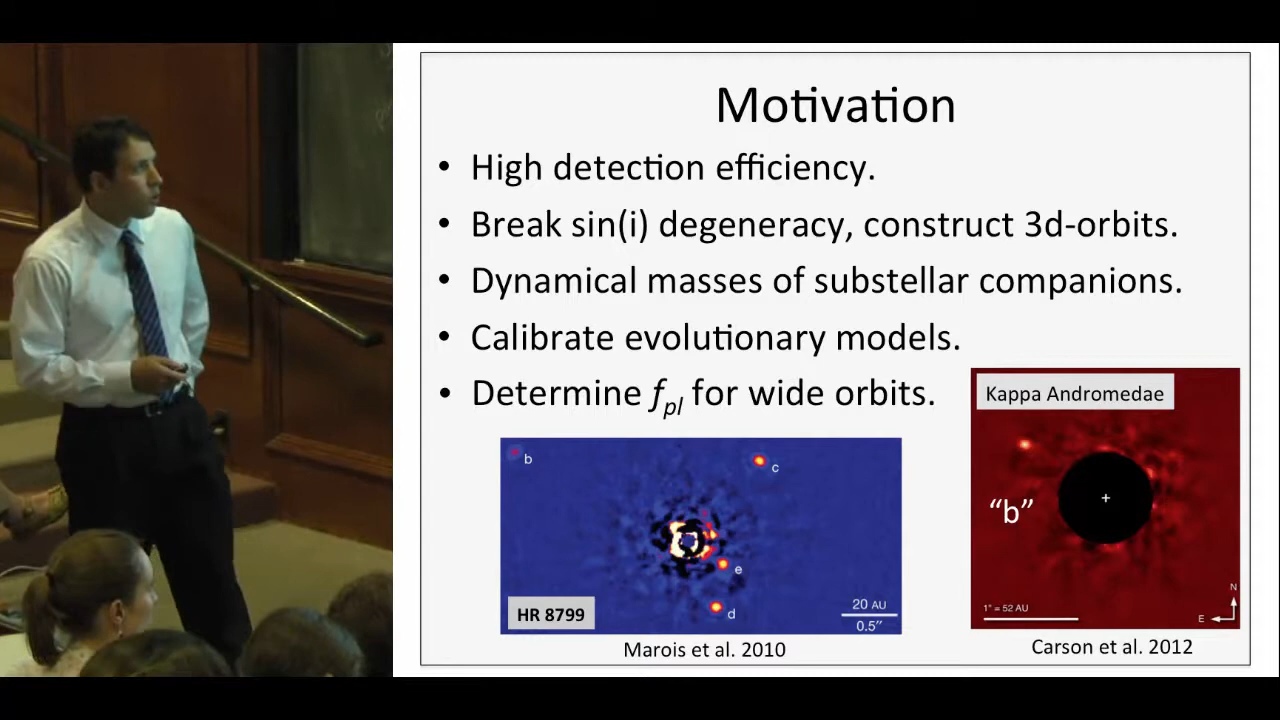 Motivation
• High detection efficiency.
• Break sin(i) degeneracy, construct 3d-orbits.
• Dynamical masses of substellar companions.
• Calibrate evolutionary models.
• Determine fpl for wide orbits.
Kappa Andromedae
“b”
1" = 52 AU
N
E
b
c
e
d
HR 8799
20 AU
0.5"
Marois et al. 2010
Carson et al. 2012